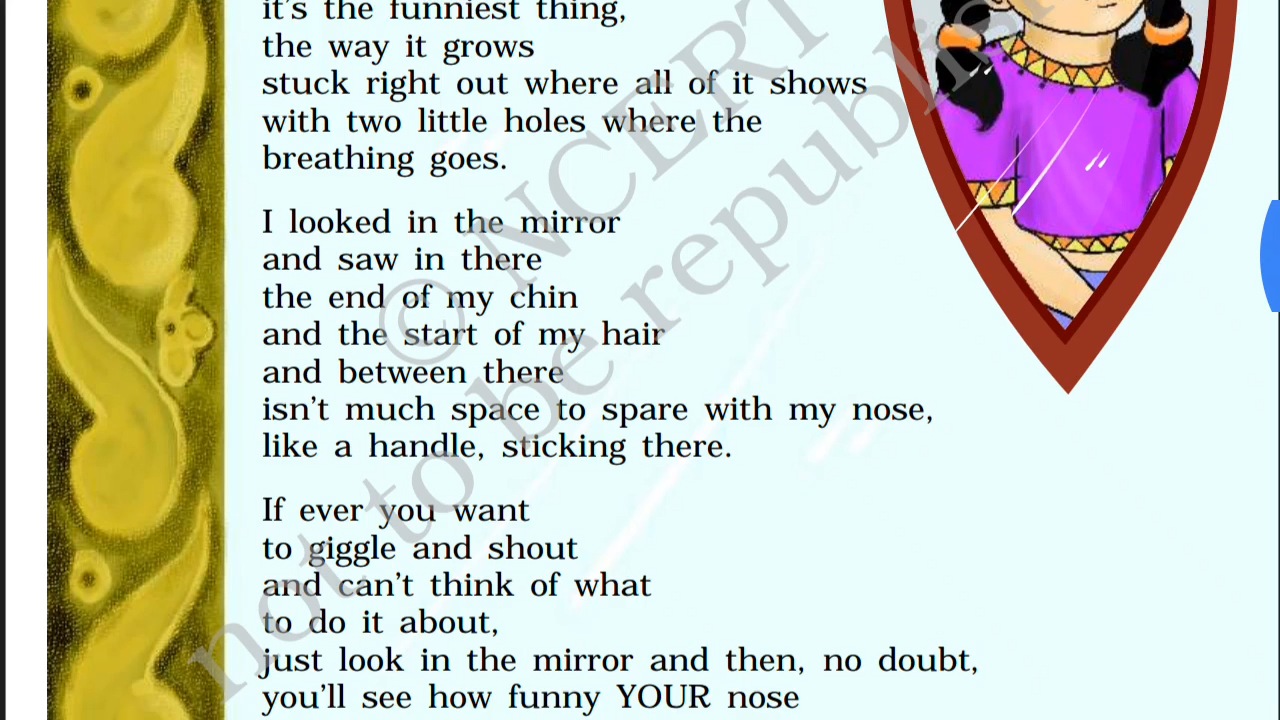 it's the funniest thing,
the way it grows
stuck right out where all of it shows
with two little holes where the
breathing goes.
I looked in the mirror
and saw in there
the end of my chin
and the start of my hair
and between there
isn't much space to spare with my nose,
like a handle, sticking there.
If ever you want
to giggle and shout
and can't think of what
to do it about,
just look in the mirror and then, no doubt,
you'll see how funny YOUR nose
© NCERT
not to be republish